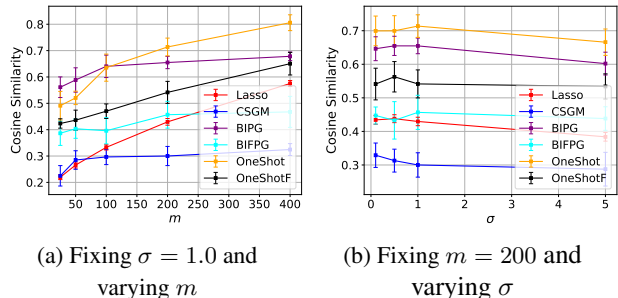 0.8
0.7
0.6
0.5
0.4
0.3
0.2
Cosine Similarity
50 100 150 200 250 300 350 400
m
Lasso
CSGM
BIPG
BIFPG
OneShot
OneShotF
0.7
0.6
0.5
0.4
0.3
Cosine Similarity
0 1 2 3 4 5
σ
Lasso
CSGM
BIPG
BIFPG
OneShot
OneShotF
(a) Fixing σ = 1.0 and
varying m
(b) Fixing m = 200 and
varying σ